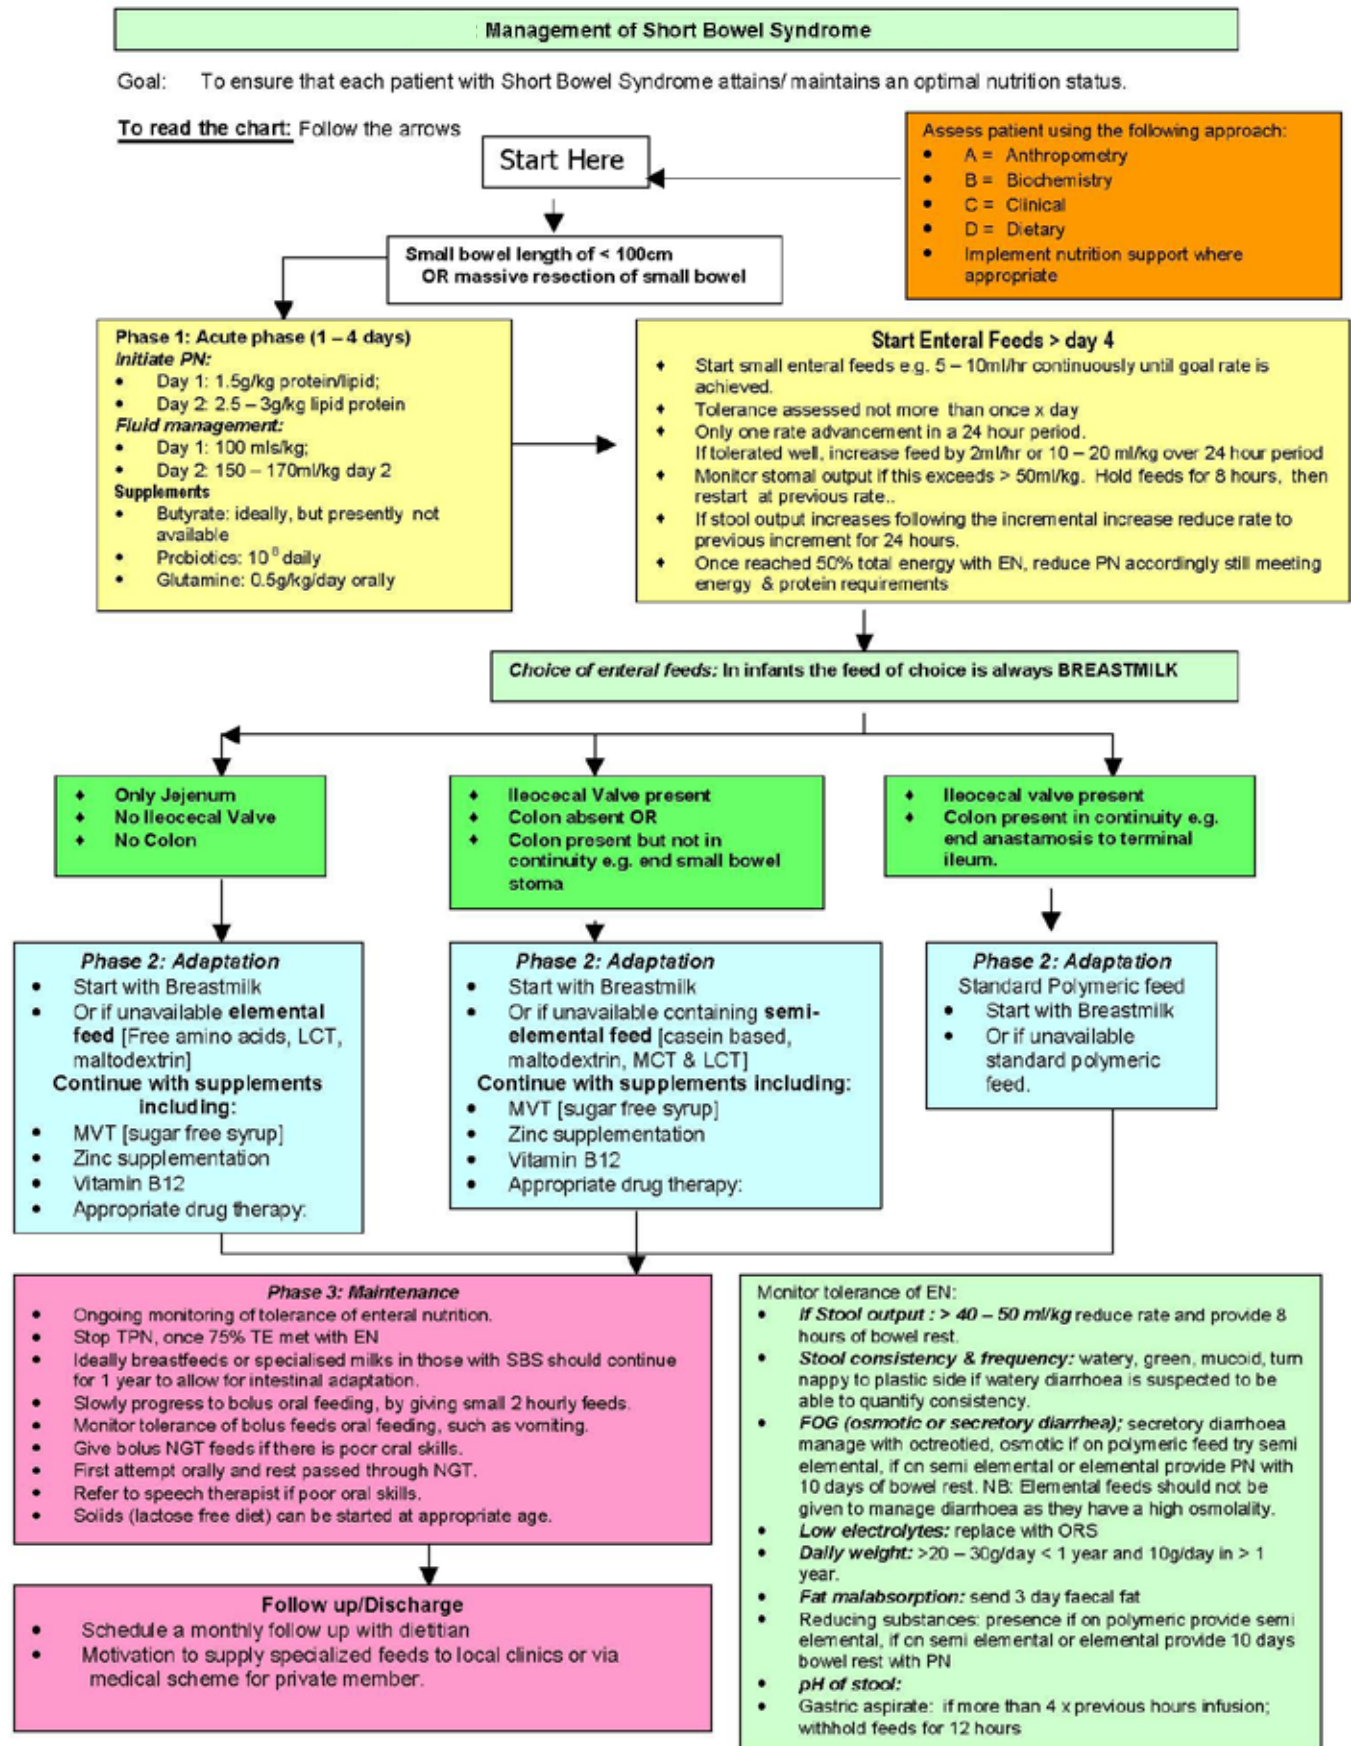 : Management of Short Bowel Syndrome
Goal: To ensure that each patient with Short Bowel Syndrome attains/ maintains an optimal nutrition status.
To read the chart: Follow the arrows
Start Here
Assess patient using the following approach:
• A = Anthropometry
• B = Biochemistry
• C = Clinical
• D = Dietary
• Implement nutrition support where
appropriate
Small bowel length of < 100cm
OR massive resection of small bowel
Phase 1: Acute phase (1 – 4 days)
Initiate PN:
• Day 1: 1.5g/kg protein/lipid;
• Day 2: 2.5 – 3g/kg lipid protein
Fluid management:
• Day 1: 100 mls/kg;
• Day 2: 150 – 170ml/kg day 2
Supplements
• Butyrate: ideally, but presently not
available
• Probiotics: 10⁸ daily
• Glutamine: 0.5g/kg/day orally
Start Enteral Feeds > day 4
♦ Start small enteral feeds e.g. 5 – 10ml/hr continuously until goal rate is
achieved.
♦ Tolerance assessed not more than once x day
♦ Only one rate advancement in a 24 hour period.
If tolerated well, increase feed by 2ml/hr or 10 – 20 ml/kg over 24 hour period
♦ Monitor stomal output if this exceeds > 50ml/kg. Hold feeds for 8 hours, then
restart at previous rate..
♦ If stool output increases following the incremental increase reduce rate to
previous increment for 24 hours.
♦ Once reached 50% total energy with EN, reduce PN accordingly still meeting
energy & protein requirements
Choice of enteral feeds: In infants the feed of choice is always BREASTMILK
♦ Only Jejenum
♦ No Ileocecal Valve
♦ No Colon
♦ Ileocecal Valve present
♦ Colon absent OR
♦ Colon present but not in
continuity e.g. end small bowel
stoma
♦ Ileocecal valve present
♦ Colon present in continuity e.g.
end anastamosis to terminal
ileum.
Phase 2: Adaptation
• Start with Breastmilk
• Or if unavailable elemental
feed [Free amino acids, LCT,
maltodextrin]
Continue with supplements
including:
• MVT [sugar free syrup]
• Zinc supplementation
• Vitamin B12
• Appropriate drug therapy:
Phase 2: Adaptation
• Start with Breastmilk
• Or if unavailable containing semi-
elemental feed [casein based,
maltodextrin, MCT & LCT]
Continue with supplements including:
• MVT [sugar free syrup]
• Zinc supplementation
• Vitamin B12
• Appropriate drug therapy:
Phase 2: Adaptation
Standard Polymeric feed
• Start with Breastmilk
• Or if unavailable
standard polymeric
feed.
Phase 3: Maintenance
• Ongoing monitoring of tolerance of enteral nutrition.
• Stop TPN, once 75% TE met with EN
• Ideally breastfeeds or specialised milks in those with SBS should continue
for 1 year to allow for intestinal adaptation.
• Slowly progress to bolus oral feeding, by giving small 2 hourly feeds.
• Monitor tolerance of bolus feeds oral feeding, such as vomiting.
• Give bolus NGT feeds if there is poor oral skills.
• First attempt orally and rest passed through NGT.
• Refer to speech therapist if poor oral skills.
• Solids (lactose free diet) can be started at appropriate age.
Follow up/Discharge
• Schedule a monthly follow up with dietitian
• Motivation to supply specialized feeds to local clinics or via
medical scheme for private member.
Monitor tolerance of EN:
• If Stool output : > 40 – 50 ml/kg reduce rate and provide 8
hours of bowel rest.
• Stool consistency & frequency: watery, green, mucoid, turn
nappy to plastic side if watery diarrhoea is suspected to be
able to quantify consistency.
• FOG (osmotic or secretory diarrhea); secretory diarrhoea
manage with octreotied, osmotic if on polymeric feed try semi
elemental, if on semi elemental or elemental provide PN with
10 days of bowel rest. NB: Elemental feeds should not be
given to manage diarrhoea as they have a high osmolality.
• Low electrolytes: replace with ORS
• Daily weight: >20 – 30g/day < 1 year and 10g/day in > 1
year.
• Fat malabsorption: send 3 day faecal fat
• Reducing substances: presence if on polymeric provide semi
elemental, if on semi elemental or elemental provide 10 days
bowel rest with PN
• pH of stool:
• Gastric aspirate: if more than 4 x previous hours infusion;
withhold feeds for 12 hours